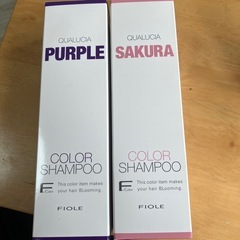 QUALUCIA
PURPLE
COLOR
SHAMPOO
This color item makes
your hair BLooming.
FIOLE
QUALUCIA
SAKURA
COLOR
SHAMPOO
This color item makes
your hair BLooming.
FIOLE